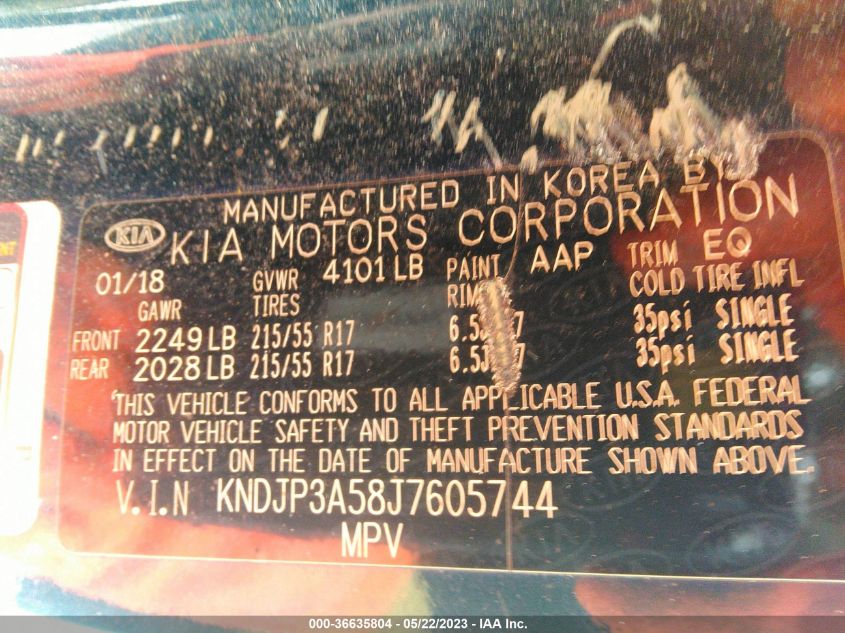 MANUFACTURED IN KOREA BY
KIA KIA MOTORS CORPORATION
01/18 GVWR 4101 LB PAINT AAP TRIM EQ
GAWR TIRES COLD TIRE INFL
FRONT 2249 LB 215/55 R17 35psi SINGLE
REAR 2028 LB 215/55 R17 35psi SINGLE
THIS VEHICLE CONFORMS TO ALL APPLICABLE U.S.A. FEDERAL
MOTOR VEHICLE SAFETY AND THEFT PREVENTION STANDARDS
IN EFFECT ON THE DATE OF MANUFACTURE SHOWN ABOVE.
V.I.N KNDJP3A58J7605744
MPV
000-36635804 - 05/22/2023 - IAA Inc.